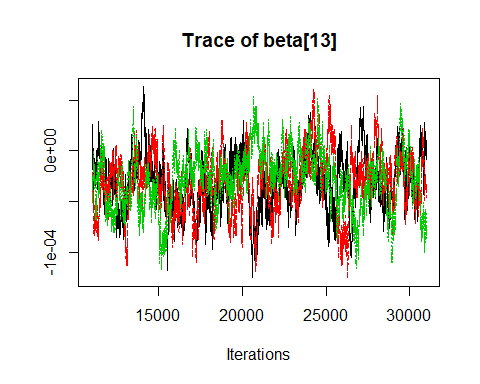 Trace of beta[13]
0e+00
-1e-04
15000 20000 25000 30000
Iterations